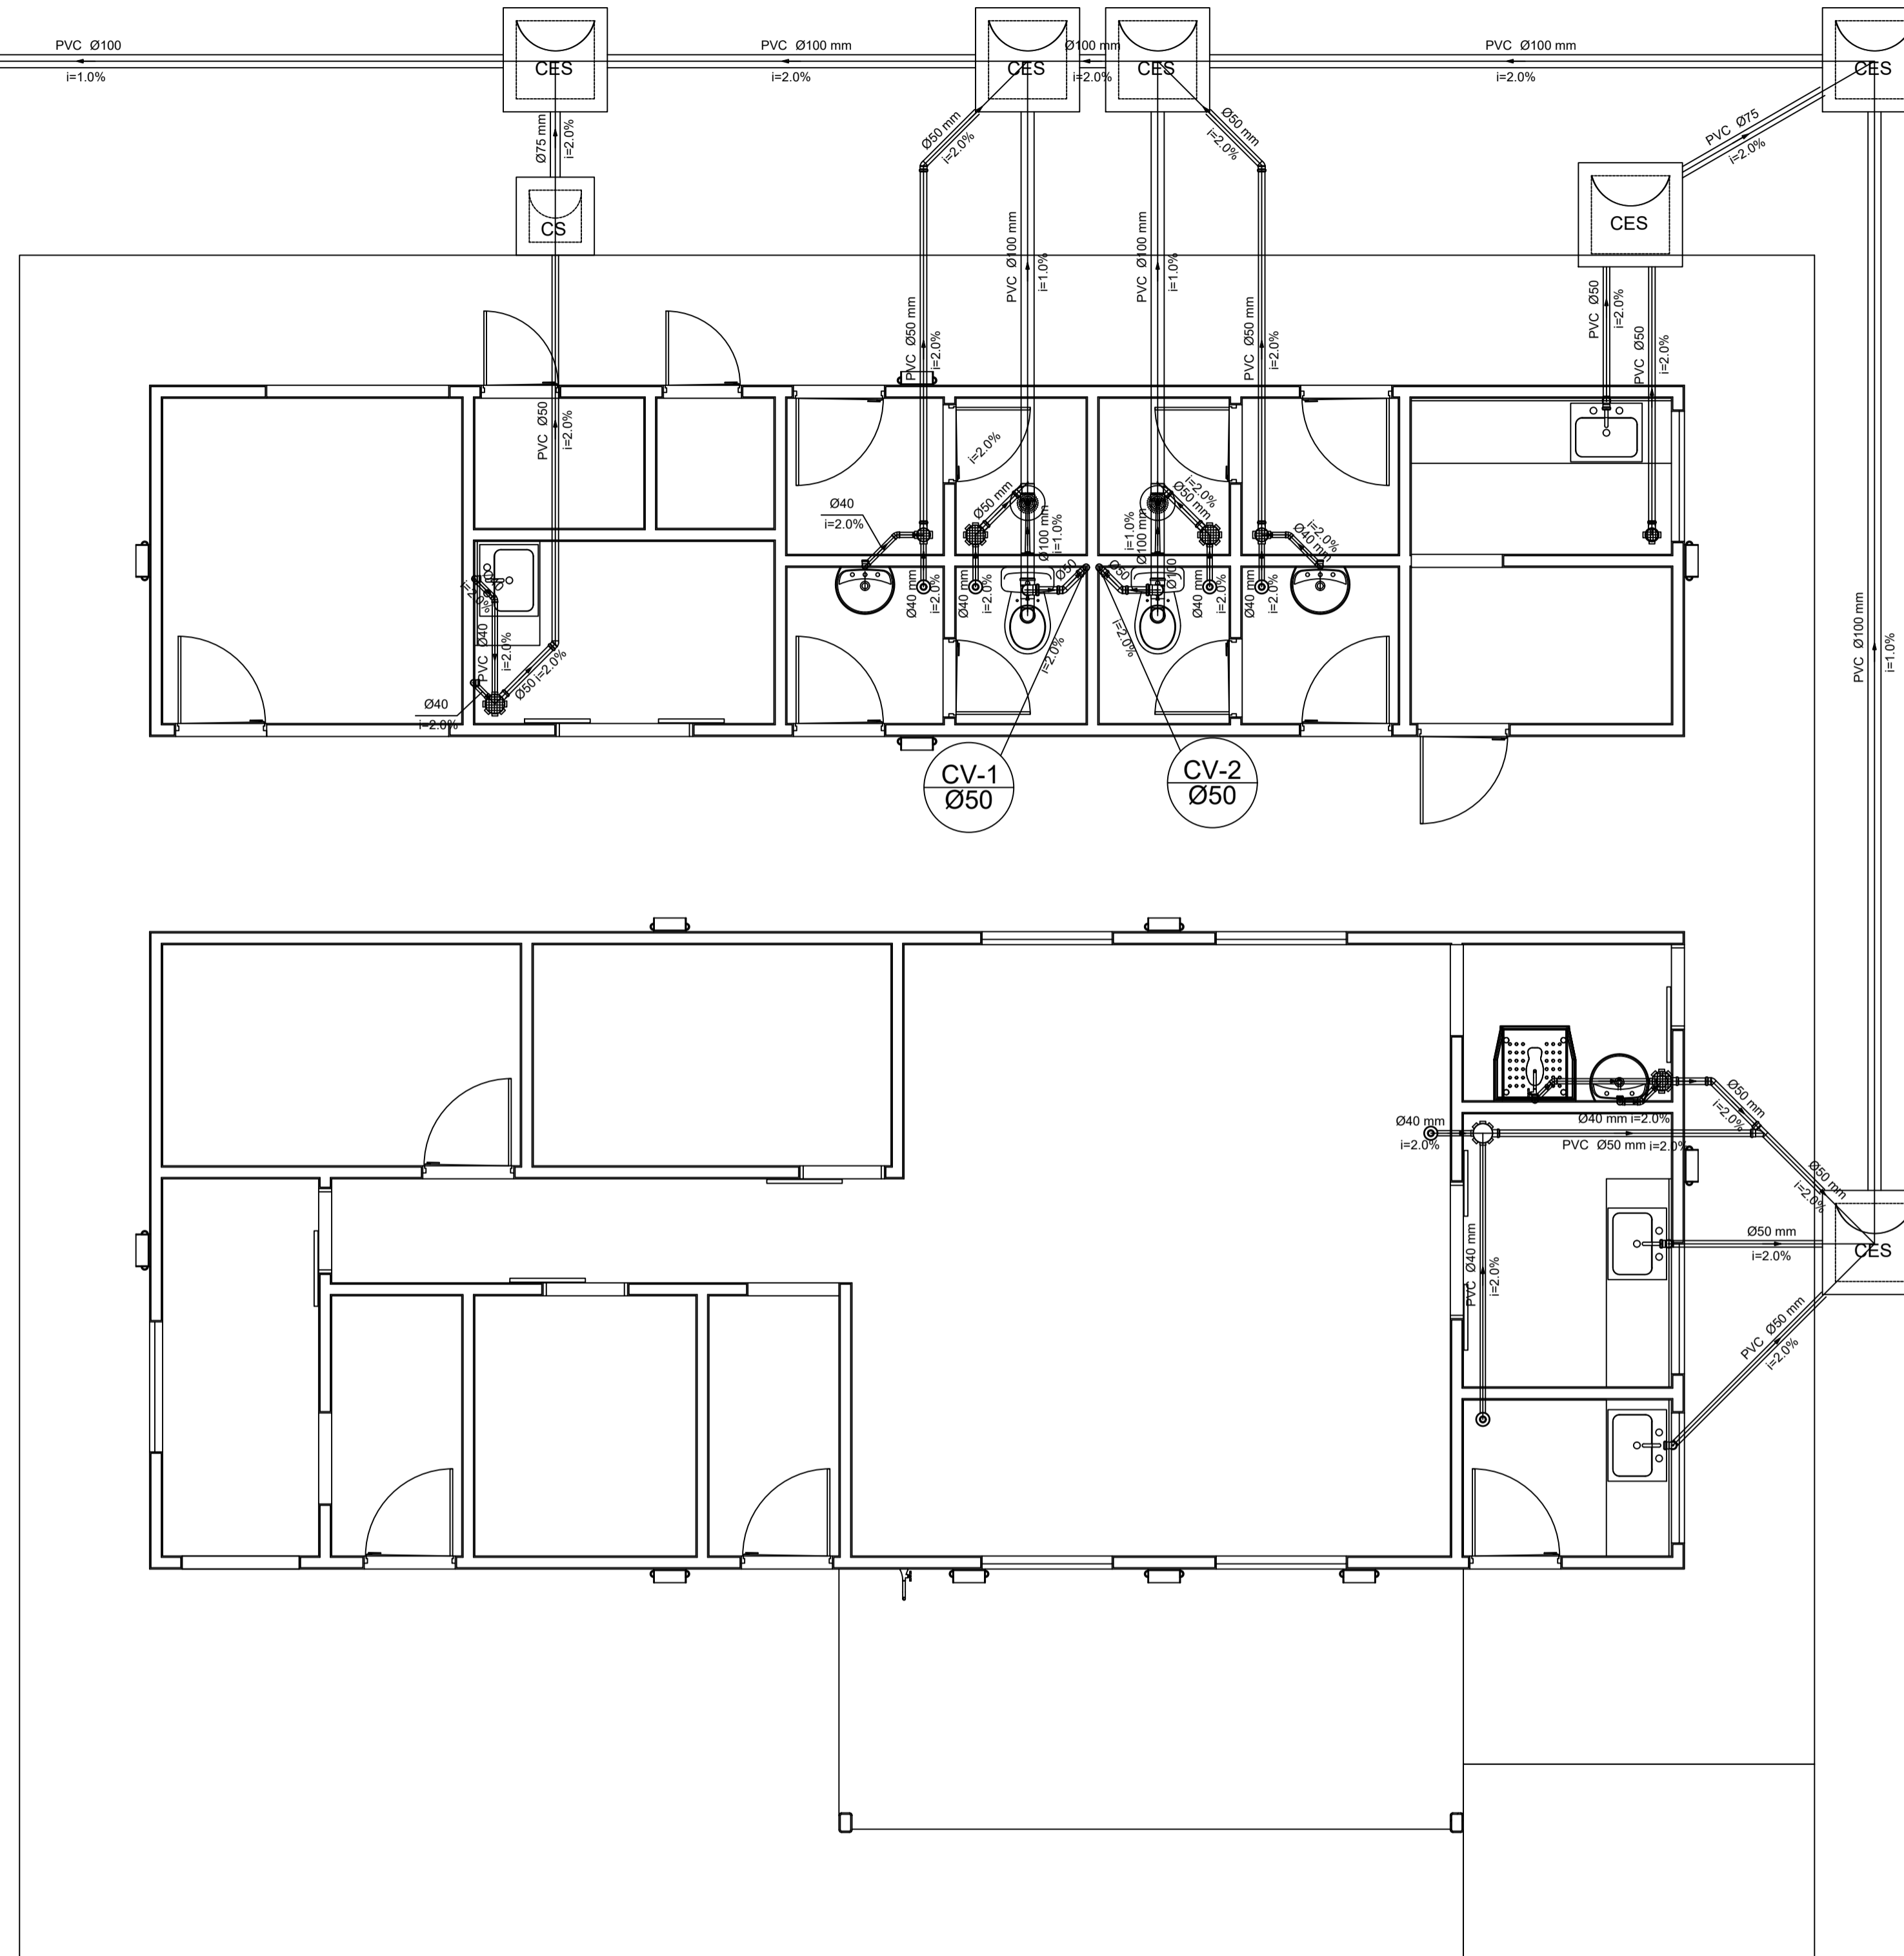 PVC Ø100
i=1.0%
CES
PVC Ø100 mm
i=2.0%
CES
Ø100 mm
i=2.0%
CES
PVC Ø100 mm
i=2.0%
CES
Ø75 mm
i=2.0%
CS
Ø50 mm
i=2.0%
Ø50 mm
i=2.0%
PVC Ø75
i=2.0%
CES
PVC Ø50 mm
i=2.0%
PVC Ø100 mm
i=1.0%
PVC Ø100 mm
i=1.0%
PVC Ø50 mm
i=2.0%
PVC Ø50
i=2.0%
PVC Ø50
i=2.0%
PVC Ø50
i=2.0%
Ø40
i=2.0%
i=2.0%
Ø50 mm
Ø100 mm
i=1.0%
i=2.0%
Ø50 mm
i=1.0%
Ø100 mm
i=2.0%
Ø40 mm
Ø40 mm
i=2.0%
Ø40 mm
i=2.0%
Ø50
i=2.0%
Ø50
i=2.0%
Ø100
Ø40 mm
i=2.0%
Ø40 mm
i=2.0%
PVC Ø40
i=2.0%
Ø50 i=2.0%
Ø40
i=2.0%
PVC Ø100 mm
i=1.0%
CV-1
Ø50
CV-2
Ø50
Ø40 mm
i=2.0%
Ø40 mm i=2.0%
PVC Ø50 mm i=2.0%
Ø50 mm
i=2.0%
Ø50 mm
i=2.0%
PVC Ø40 mm
i=2.0%
Ø50 mm
i=2.0%
CES
PVC Ø50 mm
i=2.0%